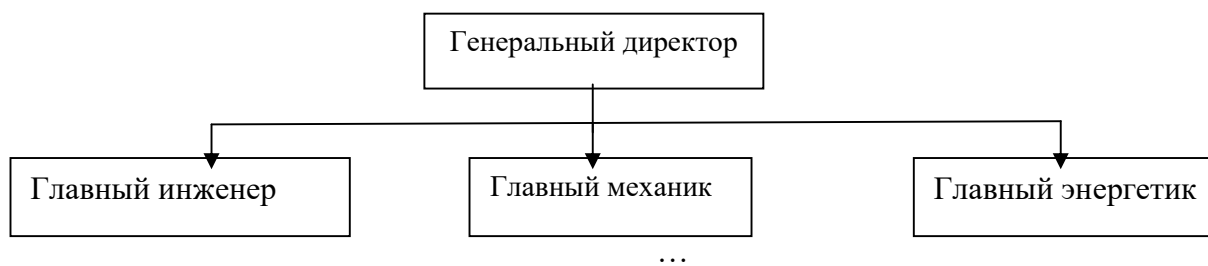 Генеральный директор
Главный инженер
Главный механик
Главный энергетик
…